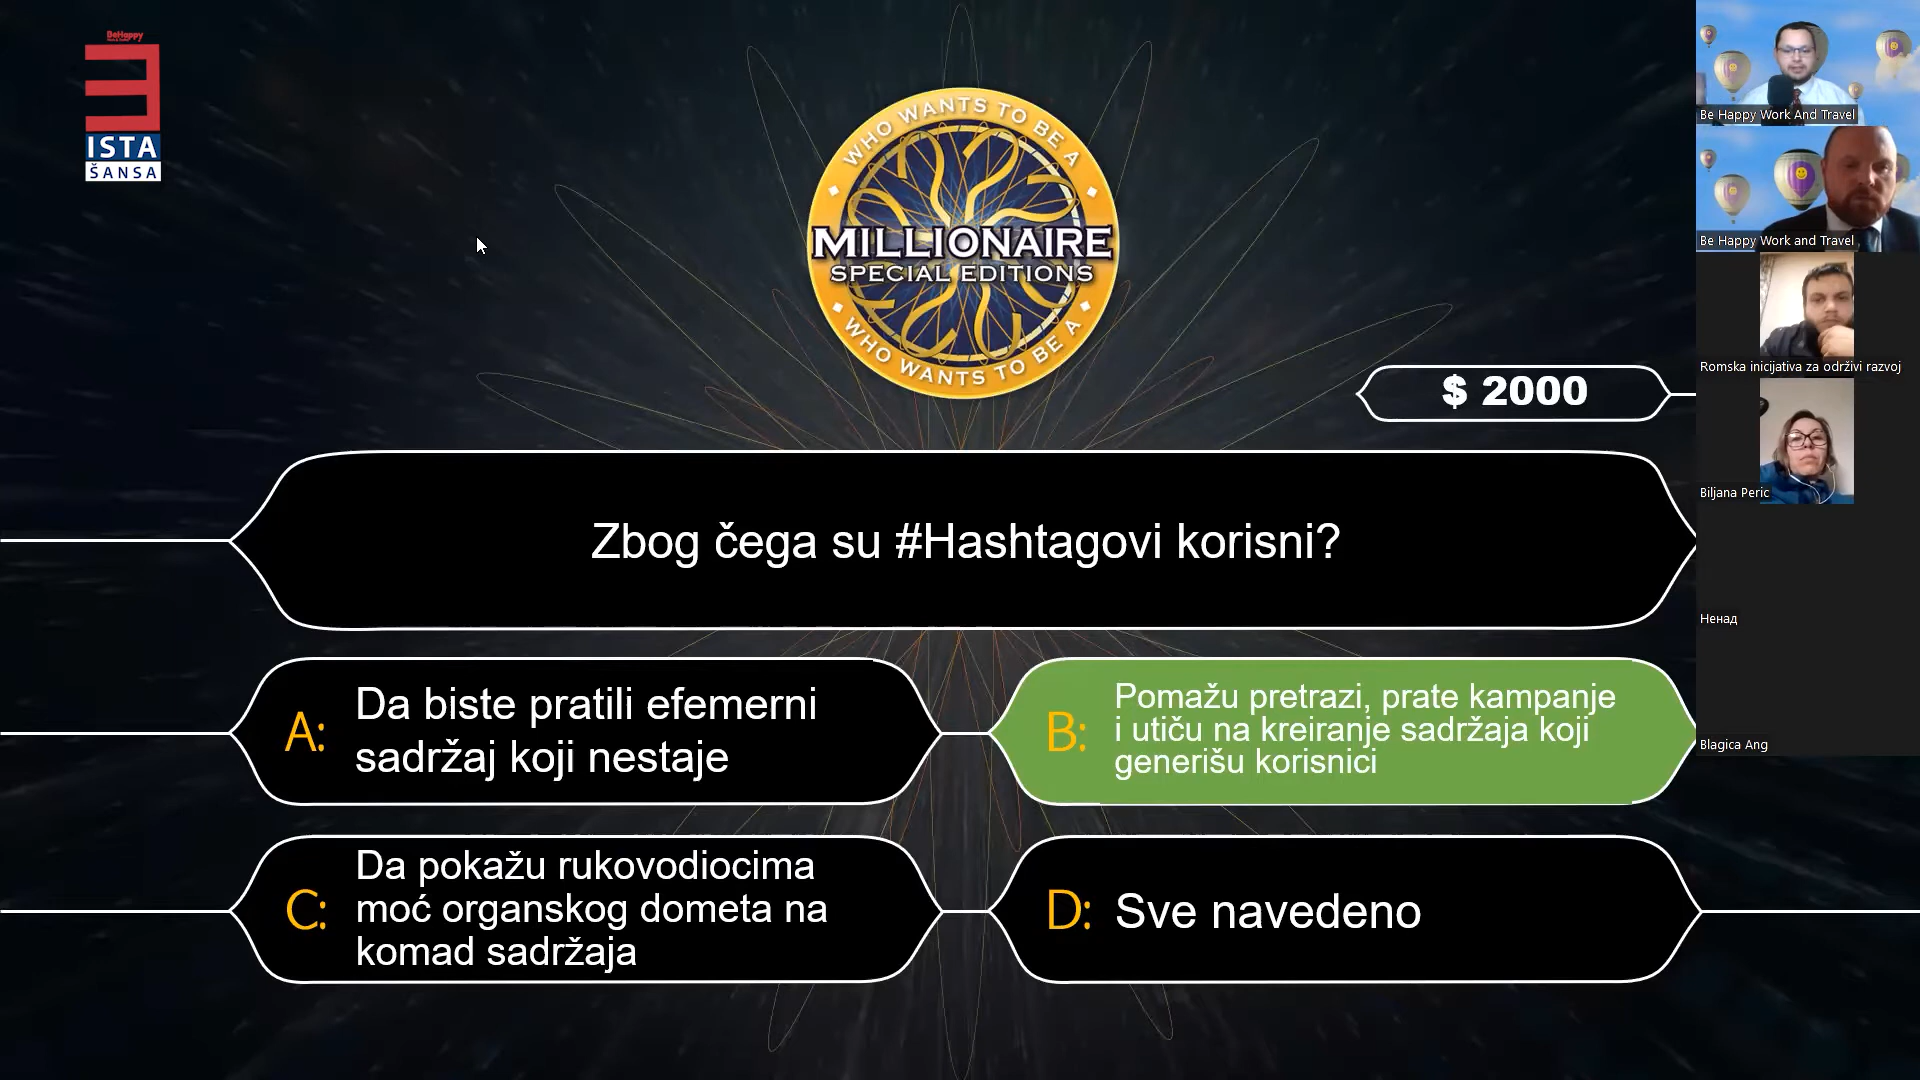 BeHappy
ISTA
ŠANSA
WHO WANTS TO BE A
MILLIONAIRE
SPECIAL EDITIONS
WHO WANTS TO BE A
$ 2000
Zbog čega su #Hashtagovi korisni?
A: Da biste pratili efemerni
sadržaj koji nestaje
B: Pomažu pretrazi, prate kampanje
i utiču na kreiranje sadržaja koji
generišu korisnici
C: Da pokažu rukovodiocima
moć organskog dometa na
komad sadržaja
D: Sve navedeno
Be Happy Work And Travel
Be Happy Work and Travel
Romska inicijativa za održivi razvoj
Biljana Peric
Ненад
Blagica Ang